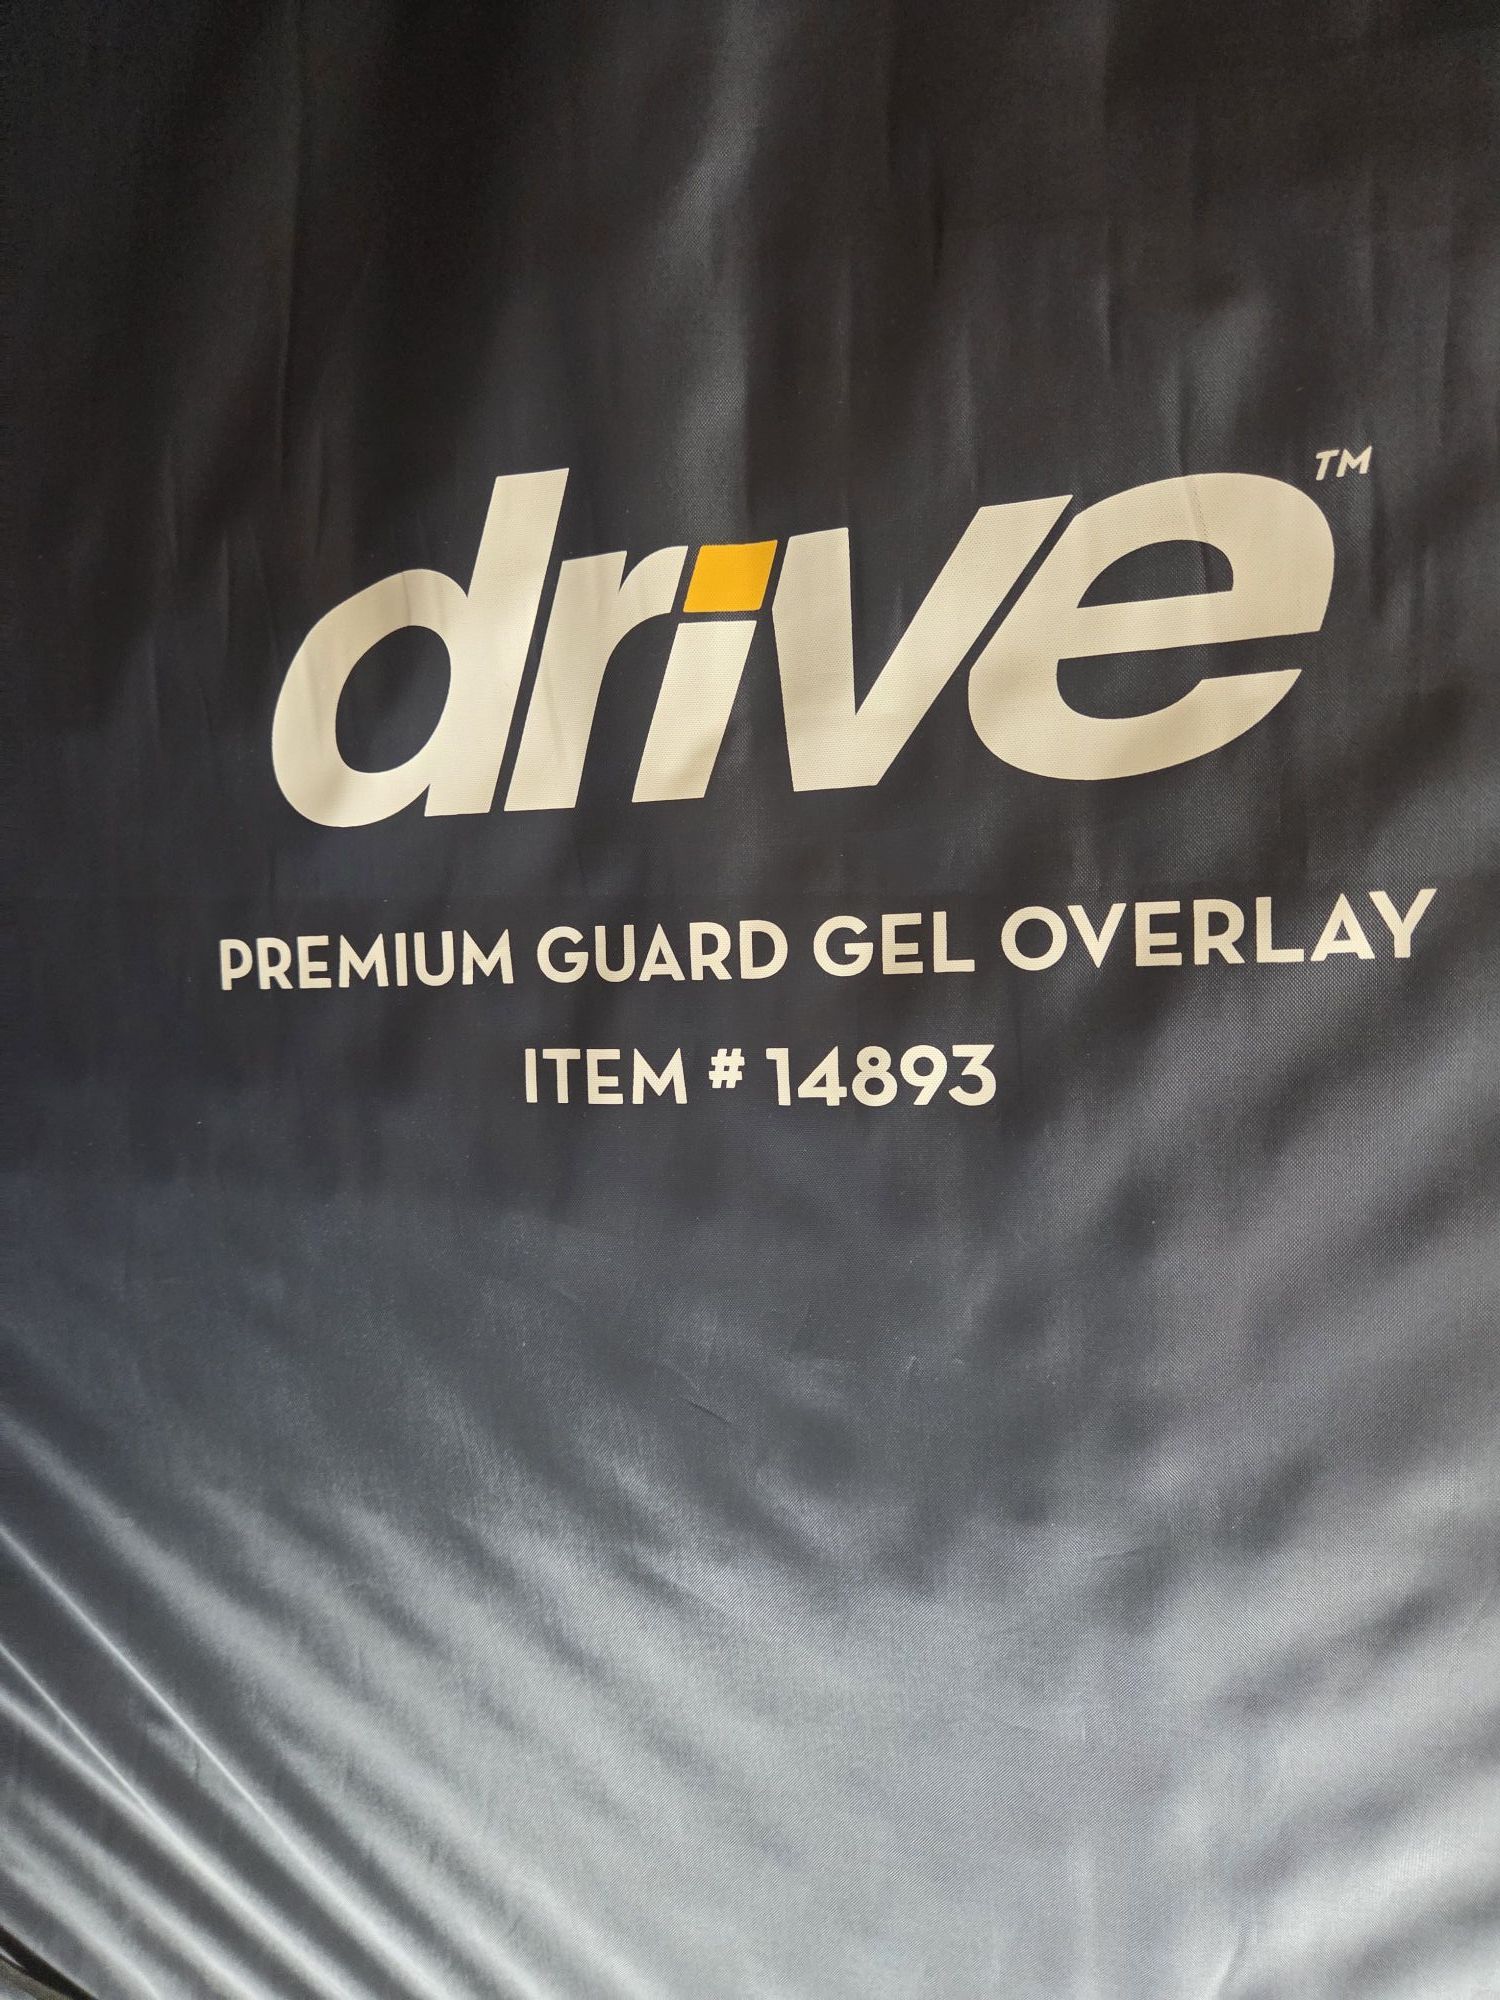 drive™
PREMIUM GUARD GEL OVERLAY
ITEM # 14893